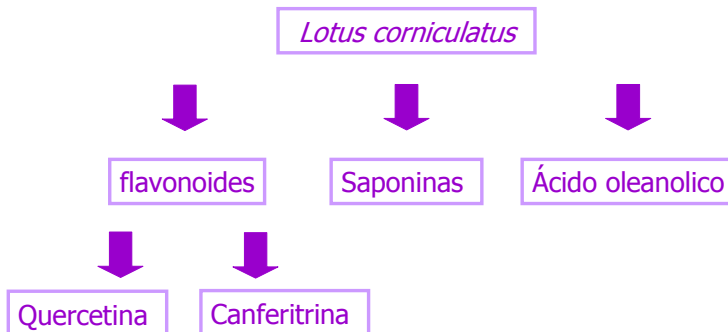 Lotus corniculatus
flavonoides
Saponinas
Ácido oleanolico
Quercetina
Canferitrina